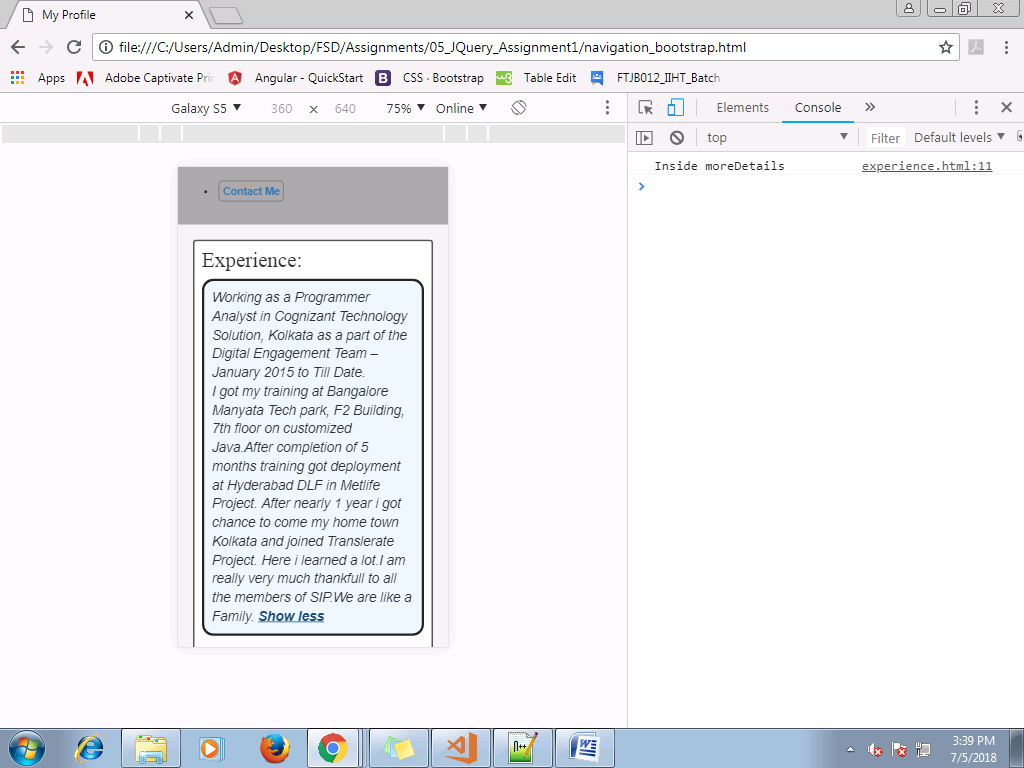 My Profile
file:///C:/Users/Admin/Desktop/FSD/Assignments/05_JQuery_Assignment1/navigation_bootstrap.html
Apps Adobe Captivate Prin Angular - QuickStart B CSS · Bootstrap w3 Table Edit FTJB012_IIHT_Batch
Galaxy S5 ▼ 360 × 640 75% ▼ Online ▼
Elements Console »
top ▼ Filter Default levels ▼
Inside moreDetails experience.html:11
• Contact Me
Experience:
Working as a Programmer
Analyst in Cognizant Technology
Solution, Kolkata as a part of the
Digital Engagement Team –
January 2015 to Till Date.
I got my training at Bangalore
Manyata Tech park, F2 Building,
7th floor on customized
Java.After completion of 5
months training got deployment
at Hyderabad DLF in Metlife
Project. After nearly 1 year i got
chance to come my home town
Kolkata and joined Translerate
Project. Here i learned a lot.I am
really very much thankfull to all
the members of SIP.We are like a
Family. Show less
3:39 PM
7/5/2018